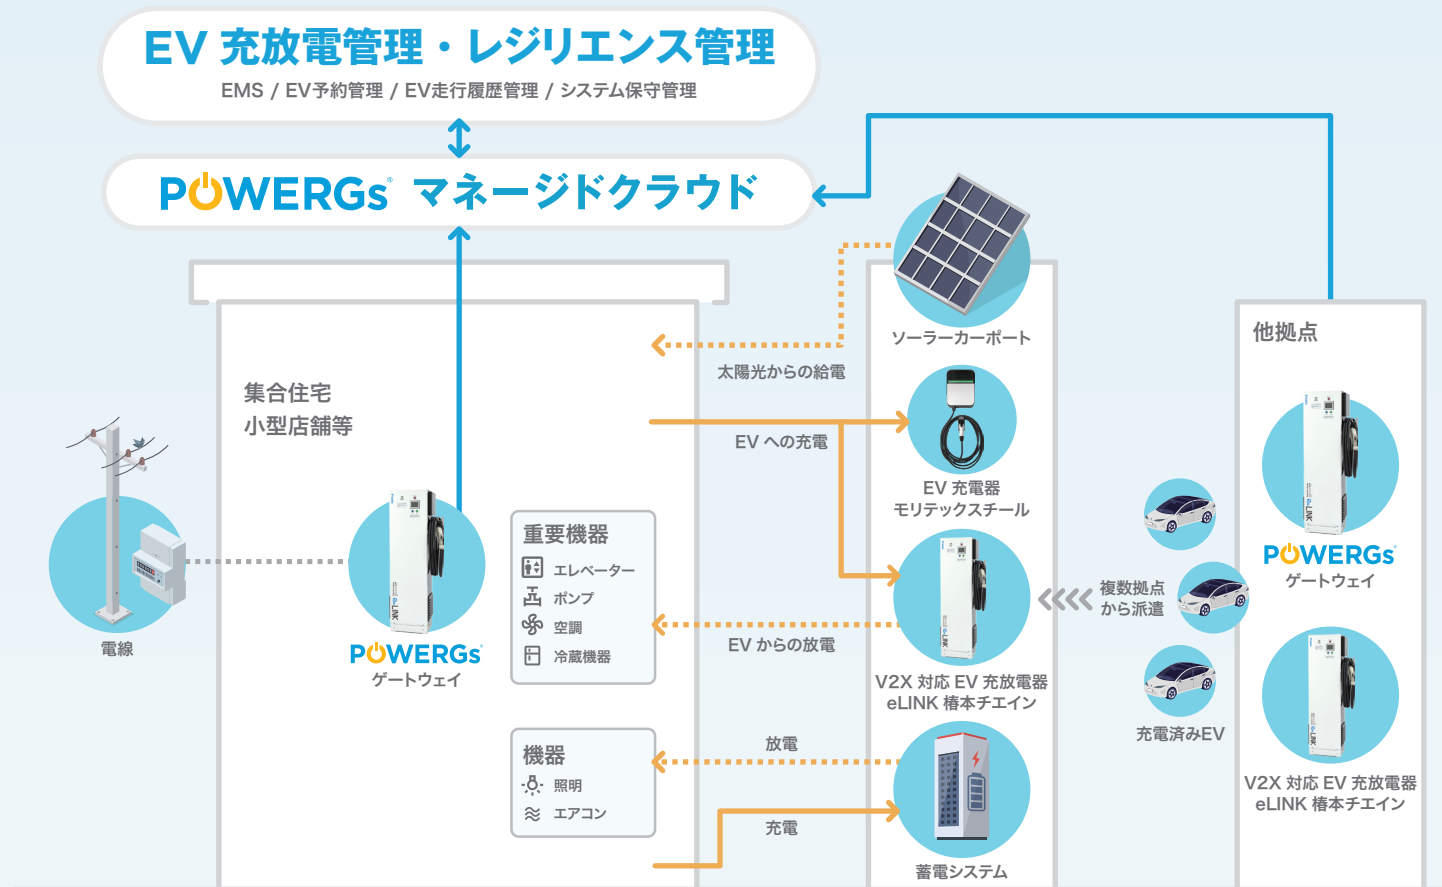 EV 充放電管理・レジリエンス管理
EMS / EV予約管理 / EV走行履歴管理 / システム保守管理
POWERGs® マネージドクラウド
ソーラーカーポート
太陽光からの給電
他拠点
集合住宅
小型店舗等
EV への充電
EV 充電器
モリテックスチール
重要機器
エレベーター
ポンプ
空調
冷蔵機器
POWERGs
ゲートウェイ
電線
EV からの放電
V2X 対応 EV 充放電器
eLINK 椿本チエイン
複数拠点
から派遣
充電済みEV
POWERGs
ゲートウェイ
V2X 対応 EV 充放電器
eLINK 椿本チエイン
機器
照明
エアコン
放電
充電
蓄電システム
eLINK
eLINK
eLINK
eLINK